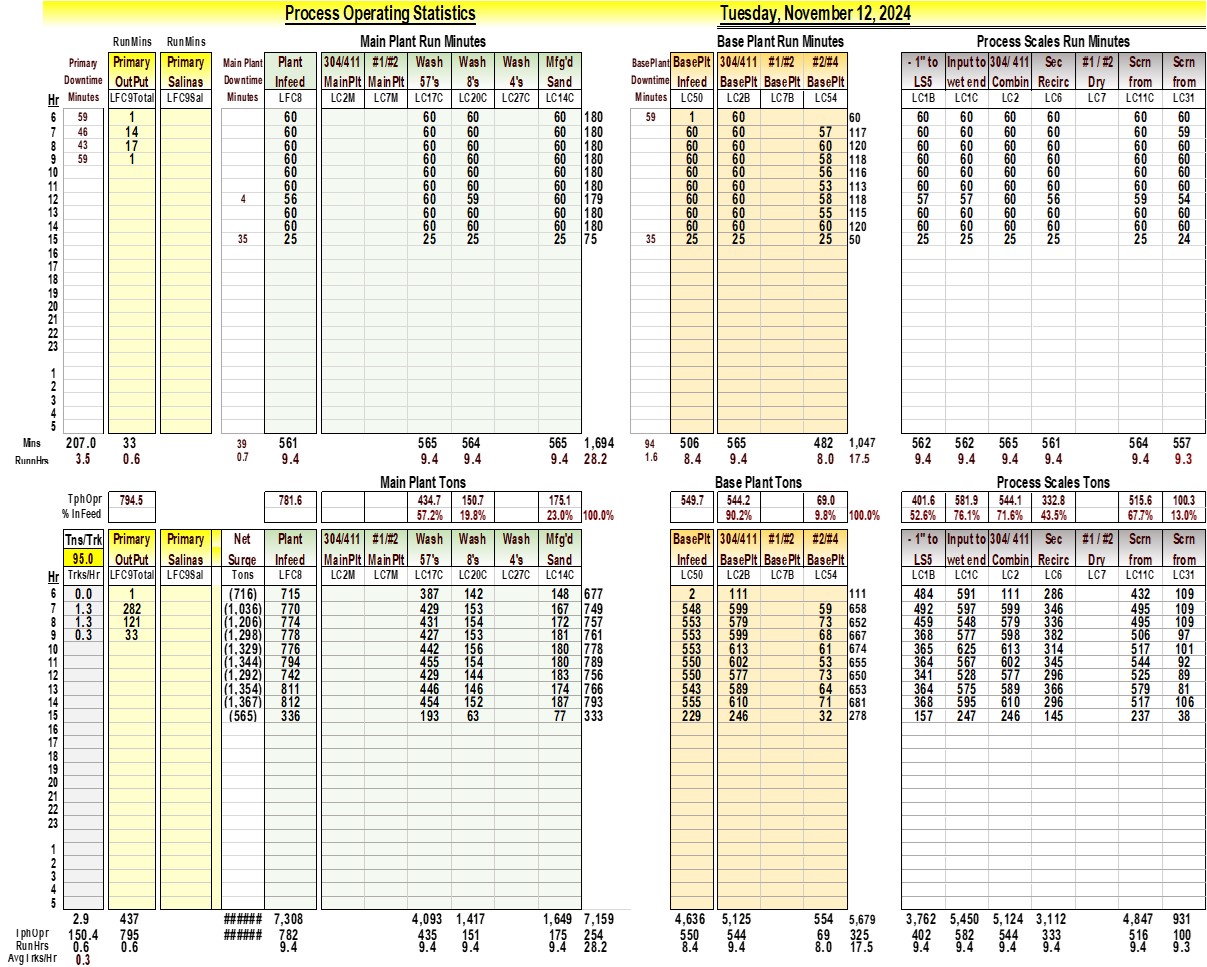 Process Operating Statistics Tuesday, November 12, 2024
RunMins RunMins Main Plant Run Minutes Base Plant Run Minutes Process Scales Run Minutes
Primary Primary Primary Main Plant Plant 304/411 #1/#2 Wash Wash Wash Mfg'd BasePlant BasePlt 304/411 #1/#2 #2/#4 - 1" to Input to 304/ 411 Sec #1 / #2 Scrn Scrn
Downtime OutPut Salinas Downtime Infeed MainPlt MainPlt 57's 8's 4's Sand Downtime Infeed BasePlt BasePlt BasePlt LS5 wet end Combin Recirc Dry from from
Hr Minutes LFC9Total LFC9Sal Minutes LFC8 LC2M LC7M LC17C LC20C LC27C LC14C Minutes LC50 LC2B LC7B LC54 LC1B LC1C LC2 LC6 LC7 LC11C LC31
6 59 1 60 60 60 60 180 59 1 60 60 60 60 60 60 60 60
7 46 14 60 60 60 60 180 60 60 57 117 60 60 60 60 60 59
8 43 17 60 60 60 60 180 60 60 60 120 60 60 60 60 60 60
9 59 1 60 60 60 60 180 60 60 58 118 60 60 60 60 60 60
10 60 60 60 60 180 60 60 56 116 60 60 60 60 60 60
11 60 60 60 60 180 60 60 53 113 60 60 60 60 60 60
12 4 56 60 59 60 179 60 60 58 118 57 57 60 56 59 54
13 60 60 60 60 180 60 60 55 115 60 60 60 60 60 60
14 60 60 60 60 180 60 60 60 120 60 60 60 60 60 60
15 35 25 25 25 25 75 35 25 25 25 50 25 25 25 25 25 24
16
17
18
19
20
21
22
23
1
2
3
4
5
Mins 207.0 33 39 561 565 564 565 1,694 94 506 565 482 1,047 562 562 565 561 564 557
RunnHrs 3.5 0.6 0.7 9.4 9.4 9.4 9.4 28.2 1.6 8.4 9.4 8.0 17.5 9.4 9.4 9.4 9.4 9.4 9.3
Main Plant Tons Base Plant Tons Process Scales Tons
TphOpr 794.5 781.6 434.7 150.7 175.1 549.7 544.2 69.0 401.6 581.9 544.1 332.8 515.6 100.3
% InFeed 57.2% 19.8% 23.0% 100.0% 90.2% 9.8% 100.0% 52.6% 76.1% 71.6% 43.5% 67.7% 13.0%
Tns/Trk Primary Primary Net Plant 304/411 #1/#2 Wash Wash Wash Mfg'd BasePlt 304/411 #1/#2 #2/#4 - 1" to Input to 304/ 411 Sec #1 / #2 Scrn Scrn
95.0 OutPut Salinas Surge Infeed MainPlt MainPlt 57's 8's 4's Sand Infeed BasePlt BasePlt BasePlt LS5 wet end Combin Recirc Dry from from
Hr Trks/Hr LFC9Total LFC9Sal Tons LFC8 LC2M LC7M LC17C LC20C LC27C LC14C LC50 LC2B LC7B LC54 LC1B LC1C LC2 LC6 LC7 LC11C LC31
6 0.0 1 (716) 715 387 142 148 677 2 111 111 484 591 111 286 432 109
7 1.3 282 (1,036) 770 429 153 167 749 548 599 59 658 492 597 599 346 495 109
8 1.3 121 (1,206) 774 431 154 172 757 553 579 73 652 459 548 579 336 495 109
9 0.3 33 (1,298) 778 427 153 181 761 553 599 68 667 368 577 598 382 506 97
10 (1,329) 776 442 156 180 778 553 613 61 674 365 625 613 314 517 101
11 (1,344) 794 455 154 180 789 550 602 53 655 364 567 602 345 544 92
12 (1,292) 742 429 144 183 756 550 577 73 650 341 528 577 296 525 89
13 (1,354) 811 446 146 174 766 543 589 64 653 364 575 589 366 579 81
14 (1,367) 812 454 152 187 793 555 610 71 681 368 595 610 296 517 106
15 (565) 336 193 63 77 333 229 246 32 278 157 247 246 145 237 38
16
17
18
19
20
21
22
23
1
2
3
4
5
2.9 437 ###### 7,308 4,093 1,417 1,649 7,159 4,636 5,125 554 5,679 3,762 5,450 5,124 3,112 4,847 931
TphOpr 150.4 795 ###### 782 435 151 175 254 550 544 69 325 402 582 544 333 516 100
RunHrs 0.6 0.6 9.4 9.4 9.4 9.4 28.2 8.4 9.4 8.0 17.5 9.4 9.4 9.4 9.4 9.4 9.3
AvgTrks/Hr 0.3